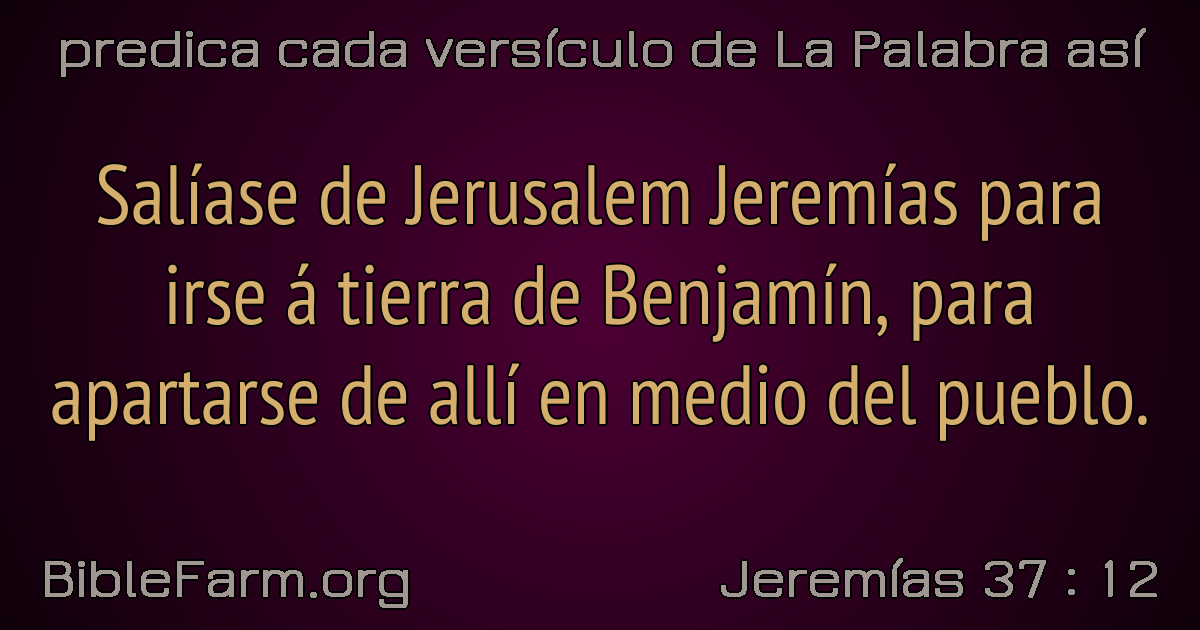 predica cada versículo de La Palabra así
Salíase de Jerusalem Jeremías para
irse á tierra de Benjamín, para
apartarse de allí en medio del pueblo.
BibleFarm.org
Jeremías 37 : 12